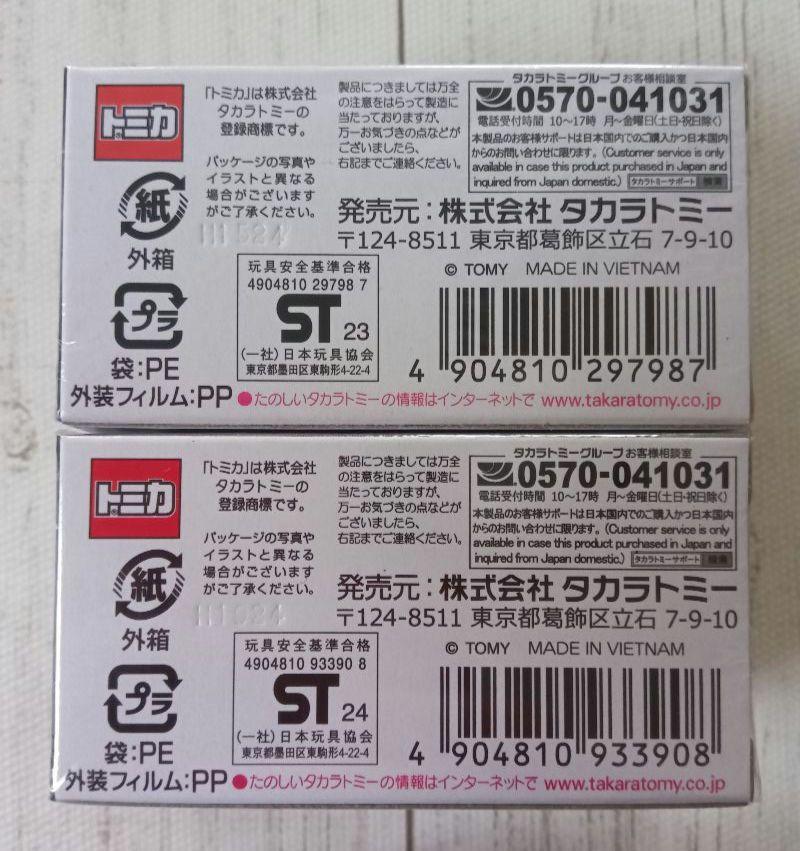 トミカ
「トミカ」は株式会社
タカラトミーの
登録商標です。
パッケージの写真や
イラストと異なる
場合がございます
がご了承ください。
紙
外箱
プラ
袋:PE
外装フィルム:PP
製品につきましては万全
の注意をはらって製造に
当たっておりますが、
万一お気づきの点などが
ございましたら、
右記までご連絡ください。
タカラトミーグループ お客様相談室
0570-041031
電話受付時間 10〜17時 月〜金曜日(土日・祝日除く)
本製品のお客様サポートは日本国内でのご購入かつ日本国内
からのお問い合わせに限ります。(Customer service is only
available in case this product purchased in Japan and
inquired from Japan domestic.) タカラトミーサポート 検索
発売元:株式会社 タカラトミー
〒124-8511 東京都葛飾区立石 7-9-10
© TOMY MADE IN VIETNAM
玩具安全基準合格
4904810 29798 7
ST 23
(一社)日本玩具協会
東京都墨田区東駒形4-22-4
4 904810 297987
●たのしいタカラトミーの情報はインターネットで www.takaratomy.co.jp
トミカ
「トミカ」は株式会社
タカラトミーの
登録商標です。
パッケージの写真や
イラストと異なる
場合がございます
がご了承ください。
紙
外箱
プラ
袋:PE
外装フィルム:PP
製品につきましては万全
の注意をはらって製造に
当たっておりますが、
万一お気づきの点などが
ございましたら、
右記までご連絡ください。
タカラトミーグループ お客様相談室
0570-041031
電話受付時間 10〜17時 月〜金曜日(土日・祝日除く)
本製品のお客様サポートは日本国内でのご購入かつ日本国内
からのお問い合わせに限ります。(Customer service is only
available in case this product purchased in Japan and
inquired from Japan domestic.) タカラトミーサポート 検索
発売元:株式会社 タカラトミー
〒124-8511 東京都葛飾区立石 7-9-10
© TOMY MADE IN VIETNAM
玩具安全基準合格
4904810 93390 8
ST 24
(一社)日本玩具協会
東京都墨田区東駒形4-22-4
4 904810 933908
●たのしいタカラトミーの情報はインターネットで www.takaratomy.co.jp